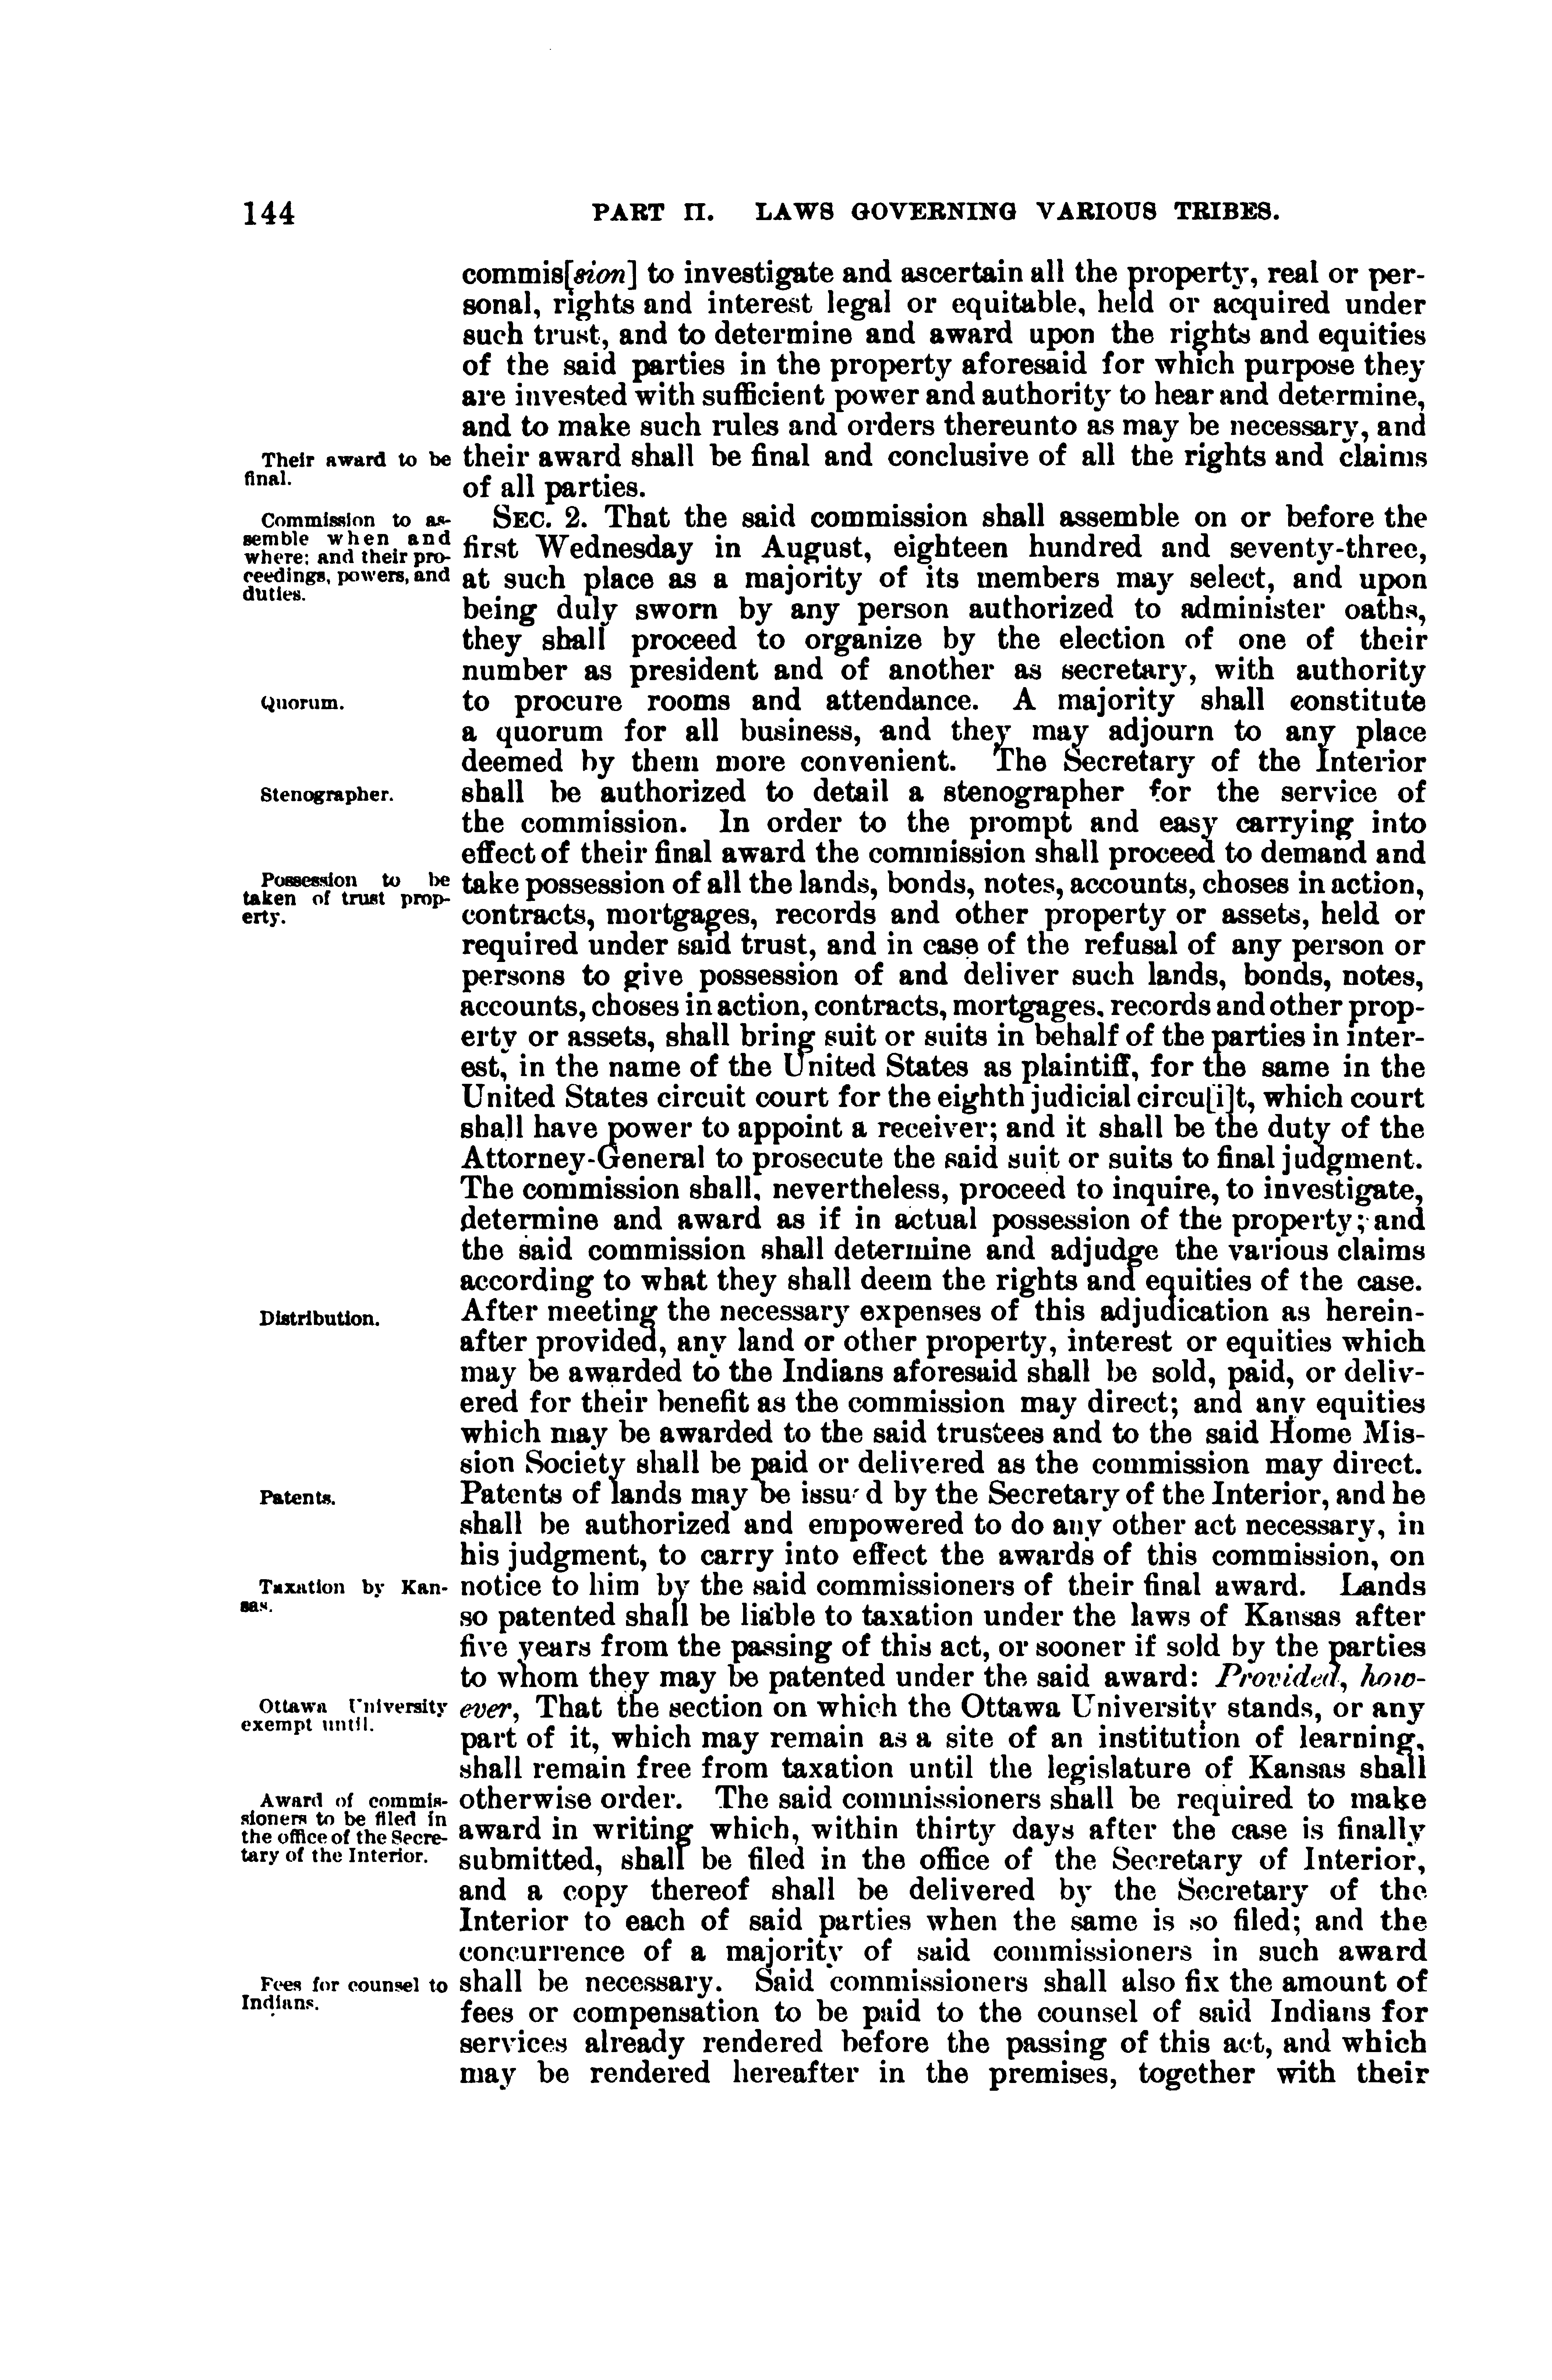 144 PART II. LAWS GOVERNING VARIOUS TRIBES.
commis[sion] to investigate and ascertain all the property, real or per-
sonal, rights and interest legal or equitable, held or acquired under
such trust, and to determine and award upon the rights and equities
of the said parties in the property aforesaid for which purpose they
are invested with sufficient power and authority to hear and determine,
and to make such rules and orders thereunto as may be necessary, and
Their award to be
final.
their award shall be final and conclusive of all the rights and claims
of all parties.
Commission to as-
semble when and
where; and their pro-
ceedings, powers, and
duties.
SEC. 2. That the said commission shall assemble on or before the
first Wednesday in August, eighteen hundred and seventy-three,
at such place as a majority of its members may select, and upon
being duly sworn by any person authorized to administer oaths,
they shall proceed to organize by the election of one of their
number as president and of another as secretary, with authority
Quorum.
to procure rooms and attendance. A majority shall constitute
a quorum for all business, and they may adjourn to any place
deemed by them more convenient. The Secretary of the Interior
Stenographer.
shall be authorized to detail a stenographer for the service of
the commission. In order to the prompt and easy carrying into
effect of their final award the commission shall proceed to demand and
Possession to be
taken of trust prop-
erty.
take possession of all the lands, bonds, notes, accounts, choses in action,
contracts, mortgages, records and other property or assets, held or
required under said trust, and in case of the refusal of any person or
persons to give possession of and deliver such lands, bonds, notes,
accounts, choses in action, contracts, mortgages, records and other prop-
erty or assets, shall bring suit or suits in behalf of the parties in inter-
est, in the name of the United States as plaintiff, for the same in the
United States circuit court for the eighth judicial circu[i]t, which court
shall have power to appoint a receiver; and it shall be the duty of the
Attorney-General to prosecute the said suit or suits to final judgment.
The commission shall, nevertheless, proceed to inquire, to investigate,
determine and award as if in actual possession of the property; and
the said commission shall determine and adjudge the various claims
according to what they shall deem the rights and equities of the case.
Distribution.
After meeting the necessary expenses of this adjudication as herein-
after provided, any land or other property, interest or equities which
may be awarded to the Indians aforesaid shall be sold, paid, or deliv-
ered for their benefit as the commission may direct; and any equities
which may be awarded to the said trustees and to the said Home Mis-
sion Society shall be paid or delivered as the commission may direct.
Patents.
Patents of lands may be issued by the Secretary of the Interior, and he
shall be authorized and empowered to do any other act necessary, in
his judgment, to carry into effect the awards of this commission, on
Taxation by Kan-
sas.
notice to him by the said commissioners of their final award. Lands
so patented shall be liable to taxation under the laws of Kansas after
five years from the passing of this act, or sooner if sold by the parties
to whom they may be patented under the said award: Provided, how-
Ottawa University
exempt until.
ever, That the section on which the Ottawa University stands, or any
part of it, which may remain as a site of an institution of learning,
shall remain free from taxation until the legislature of Kansas shall
Award of commis-
sioners to be filed in
the office of the Secre-
tary of the Interior.
otherwise order. The said commissioners shall be required to make
award in writing which, within thirty days after the case is finally
submitted, shall be filed in the office of the Secretary of Interior,
and a copy thereof shall be delivered by the Secretary of the
Interior to each of said parties when the same is so filed; and the
concurrence of a majority of said commissioners in such award
Fees for counsel to
Indians.
shall be necessary. Said commissioners shall also fix the amount of
fees or compensation to be paid to the counsel of said Indians for
services already rendered before the passing of this act, and which
may be rendered hereafter in the premises, together with their